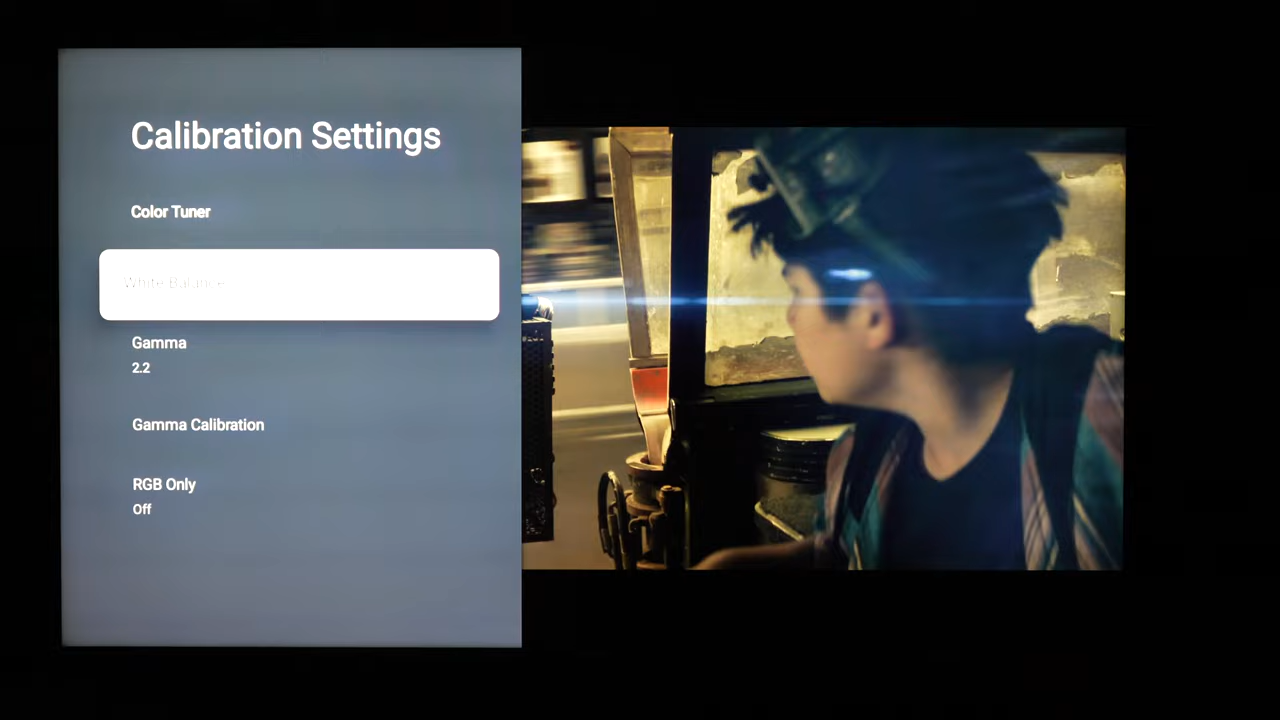 Calibration Settings
Color Tuner
White Balance
Gamma
2.2
Gamma Calibration
RGB Only
Off